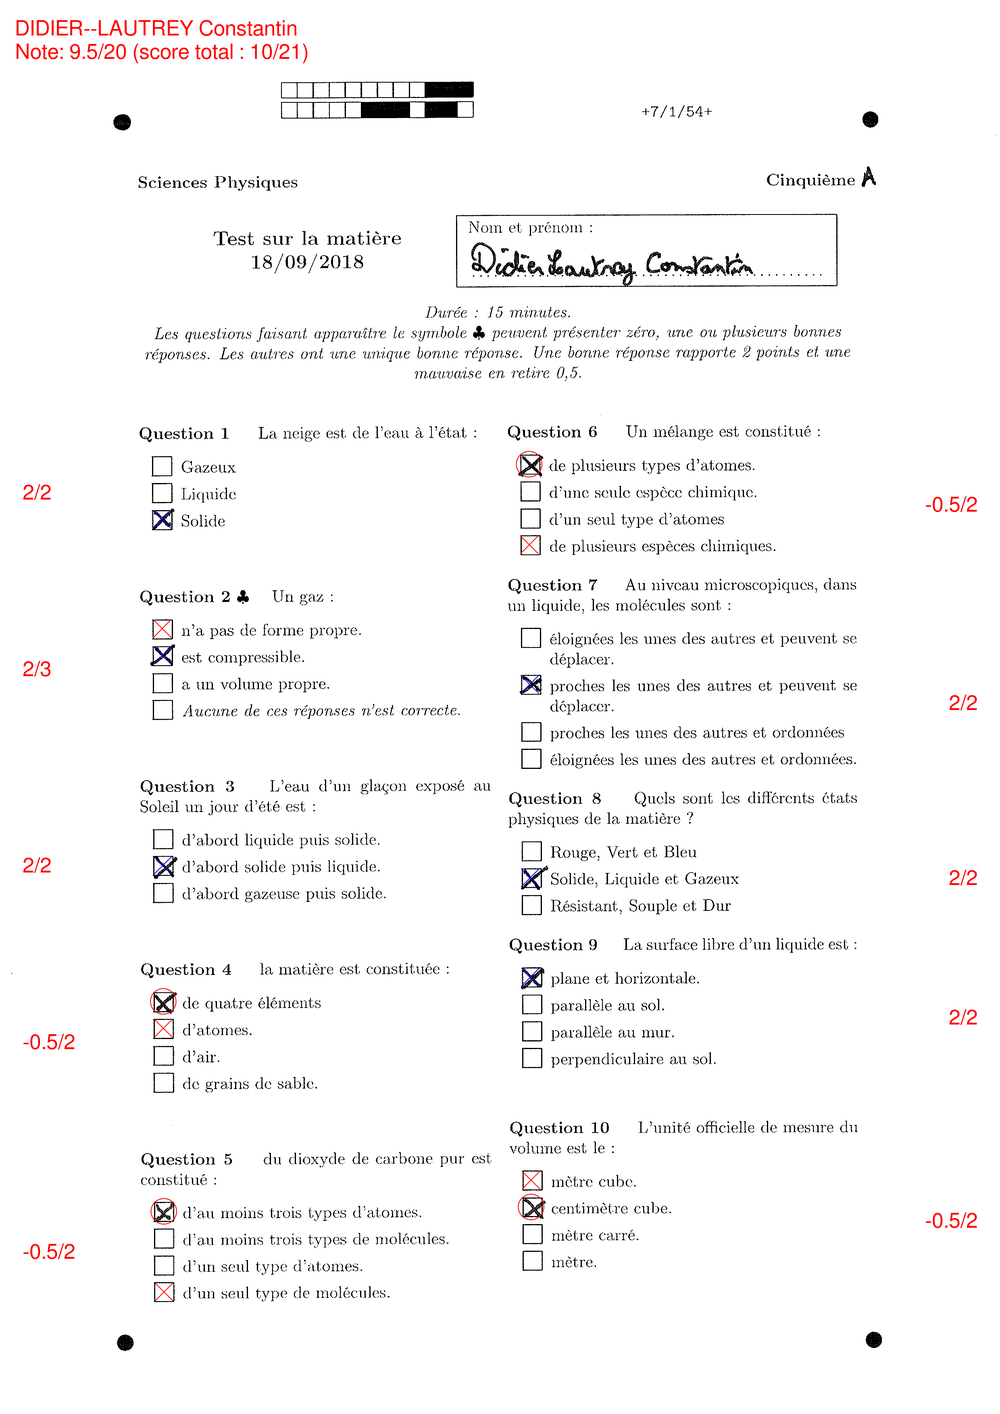 DIDIER--LAUTREY Constantin
Note: 9.5/20 (score total : 10/21)
+7/1/54+
Sciences Physiques
Cinquième A
Test sur la matière
18/09/2018
Nom et prénom :
Didier Lautrey Constantin
Durée : 15 minutes.
Les questions faisant apparaître le symbole ♣ peuvent présenter zéro, une ou plusieurs bonnes
réponses. Les autres ont une unique bonne réponse. Une bonne réponse rapporte 2 points et une
mauvaise en retire 0,5.
Question 1 La neige est de l'eau à l'état :
Gazeux
Liquide
2/2
Solide
Question 2 ♣ Un gaz :
n'a pas de forme propre.
est compressible.
2/3
a un volume propre.
Aucune de ces réponses n'est correcte.
Question 3 L'eau d'un glaçon exposé au
Soleil un jour d'été est :
d'abord liquide puis solide.
2/2
d'abord solide puis liquide.
d'abord gazeuse puis solide.
Question 4 la matière est constituée :
de quatre éléments
d'atomes.
-0.5/2
d'air.
de grains de sable.
Question 5 du dioxyde de carbone pur est
constitué :
d'au moins trois types d'atomes.
d'au moins trois types de molécules.
-0.5/2
d'un seul type d'atomes.
d'un seul type de molécules.
Question 6 Un mélange est constitué :
de plusieurs types d'atomes.
d'une seule espèce chimique.
-0.5/2
d'un seul type d'atomes
de plusieurs espèces chimiques.
Question 7 Au niveau microscopiques, dans
un liquide, les molécules sont :
éloignées les unes des autres et peuvent se
déplacer.
proches les unes des autres et peuvent se
déplacer.
2/2
proches les unes des autres et ordonnées
éloignées les unes des autres et ordonnées.
Question 8 Quels sont les différents états
physiques de la matière ?
Rouge, Vert et Bleu
Solide, Liquide et Gazeux
2/2
Résistant, Souple et Dur
Question 9 La surface libre d'un liquide est :
plane et horizontale.
parallèle au sol.
2/2
parallèle au mur.
perpendiculaire au sol.
Question 10 L'unité officielle de mesure du
volume est le :
mètre cube.
centimètre cube.
-0.5/2
mètre carré.
mètre.